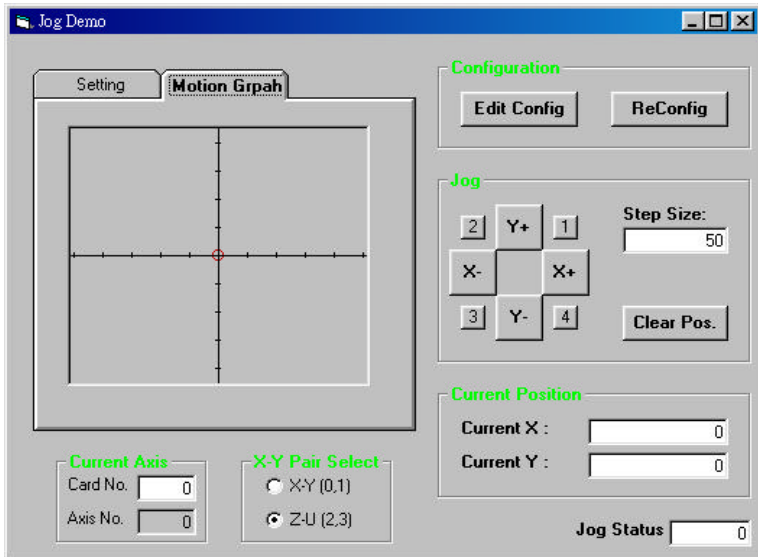 Jog Demo
Setting
Motion Grpah
Configuration
Edit Config
ReConfig
Jog
2
Y+
1
Step Size:
50
X-
X+
3
Y-
4
Clear Pos.
Current Position
Current X :
0
Current Y :
0
Current Axis
Card No.
0
Axis No.
0
X-Y Pair Select
X-Y (0,1)
Z-U (2,3)
Jog Status
0